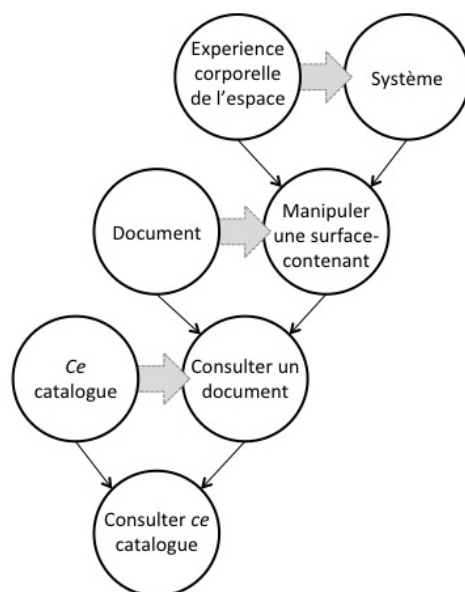 Experience
corporelle
de l'espace
Système
Document
Manipuler
une surface-
contenant
Ce
catalogue
Consulter un
document
Consulter ce
catalogue